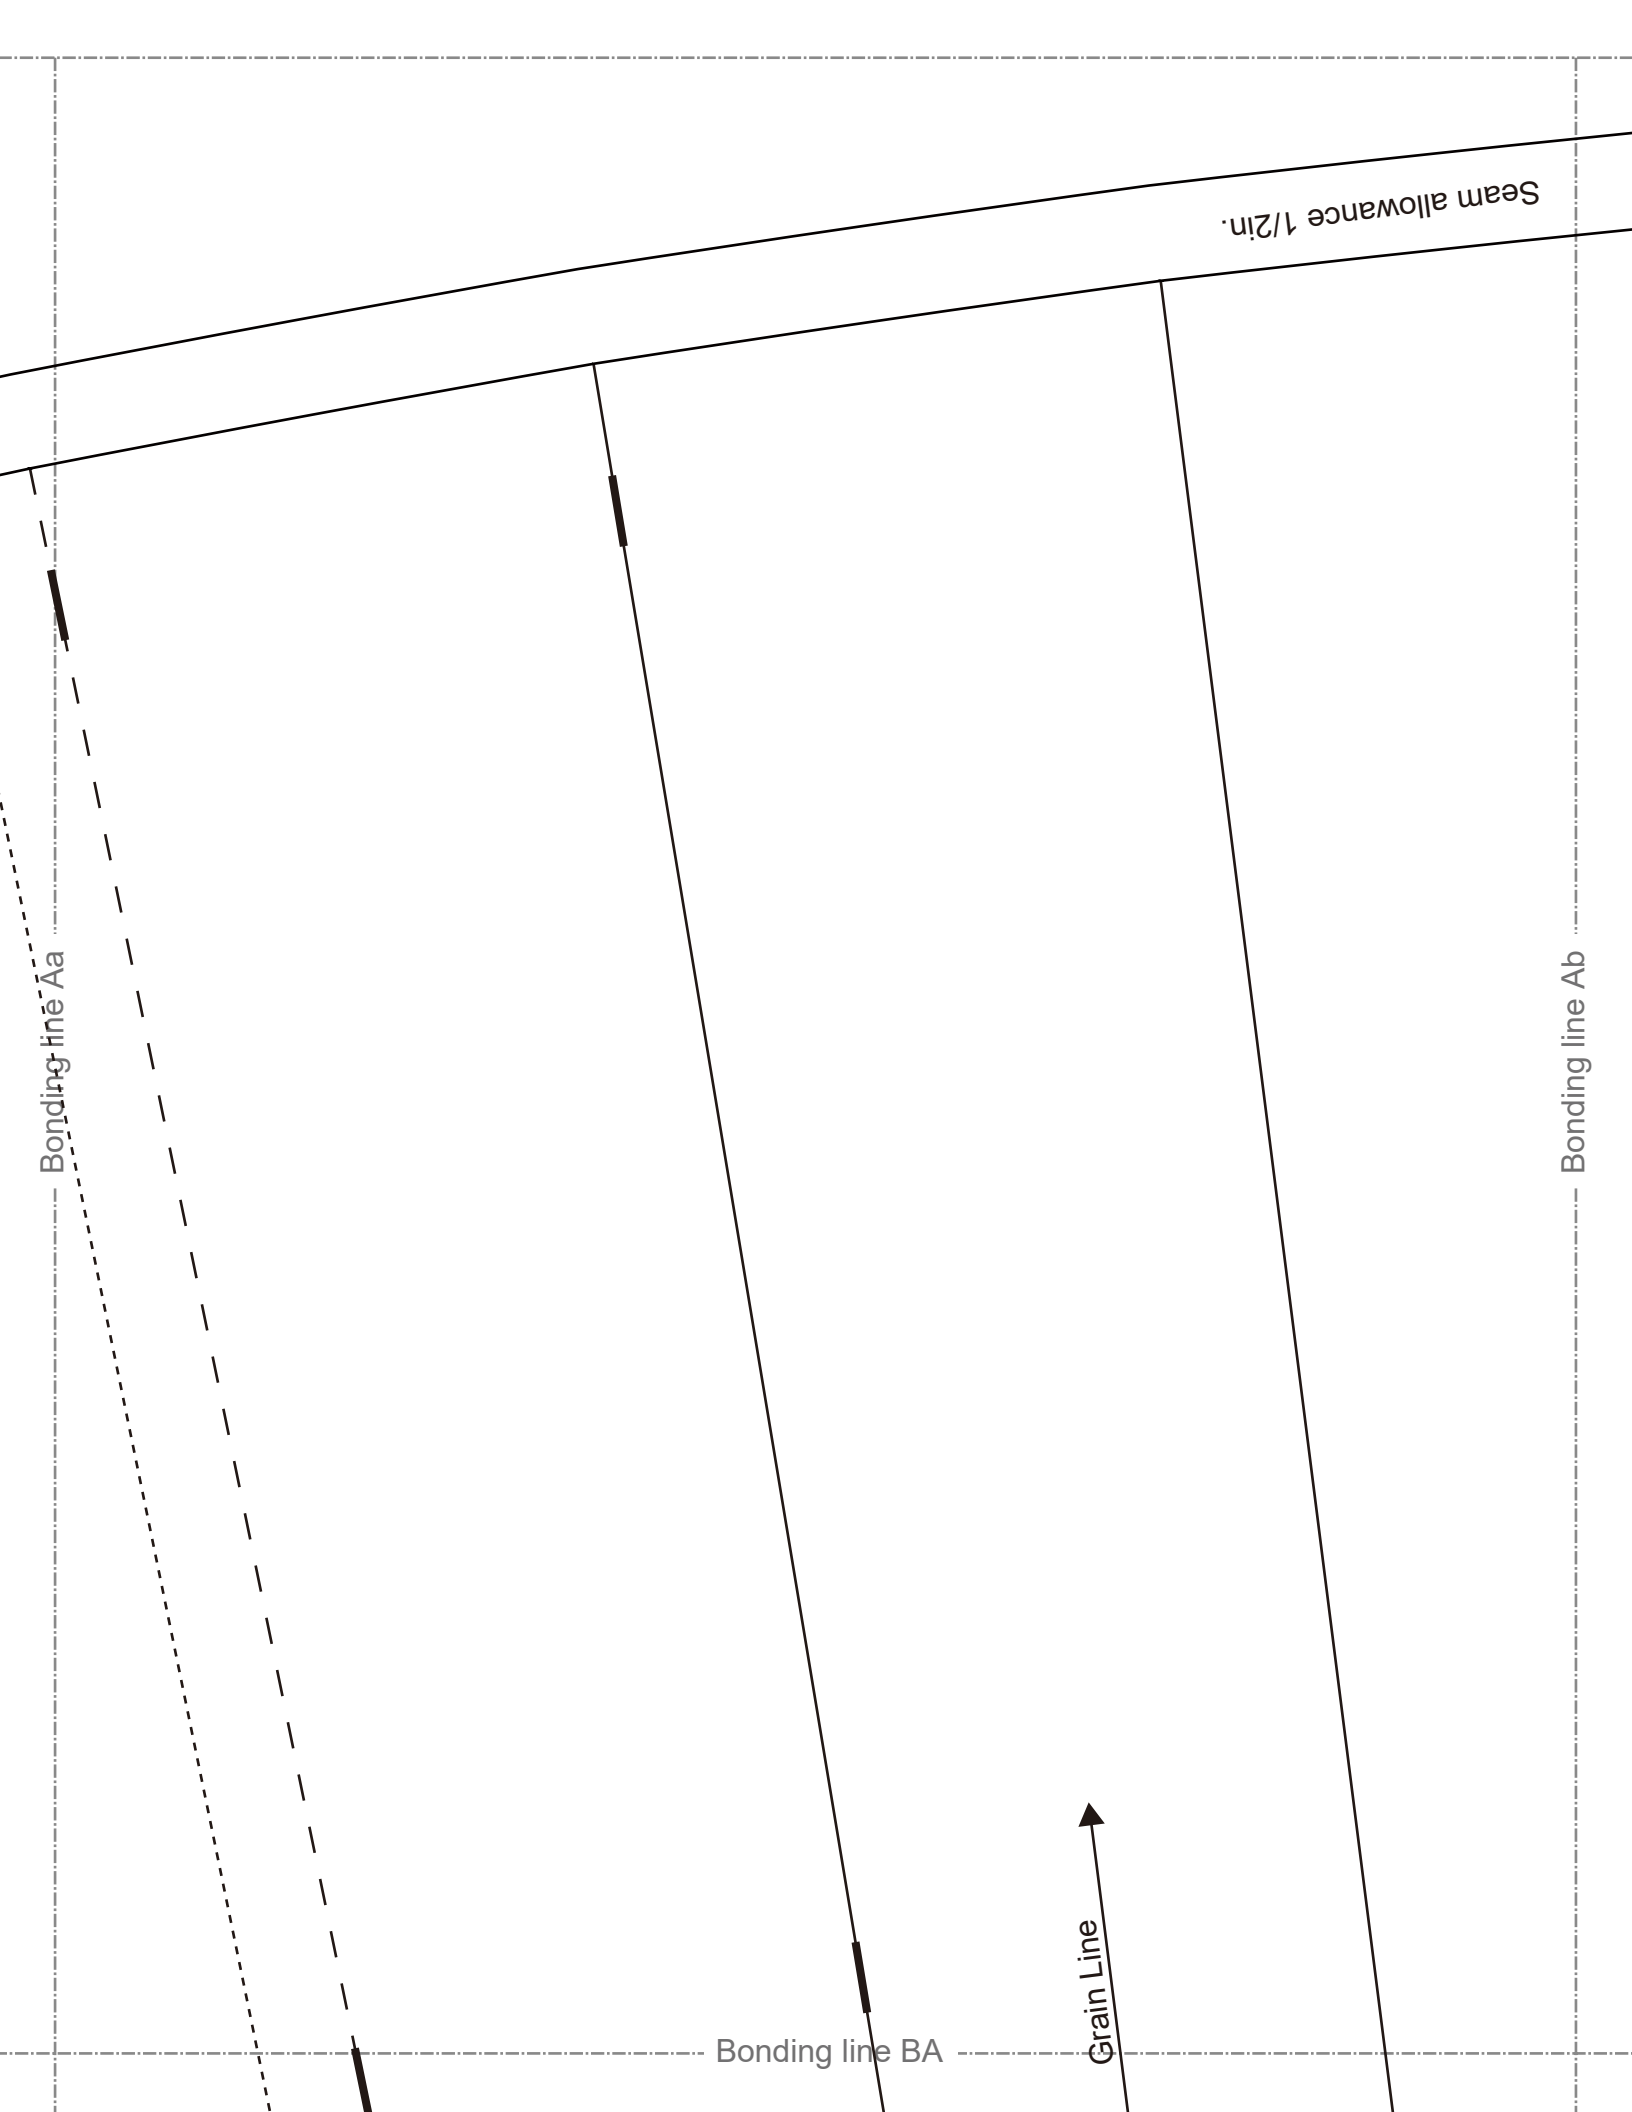 Seam allowance 1/2in.
Bonding line Aa
Bonding line Ab
Grain Line
Bonding line BA